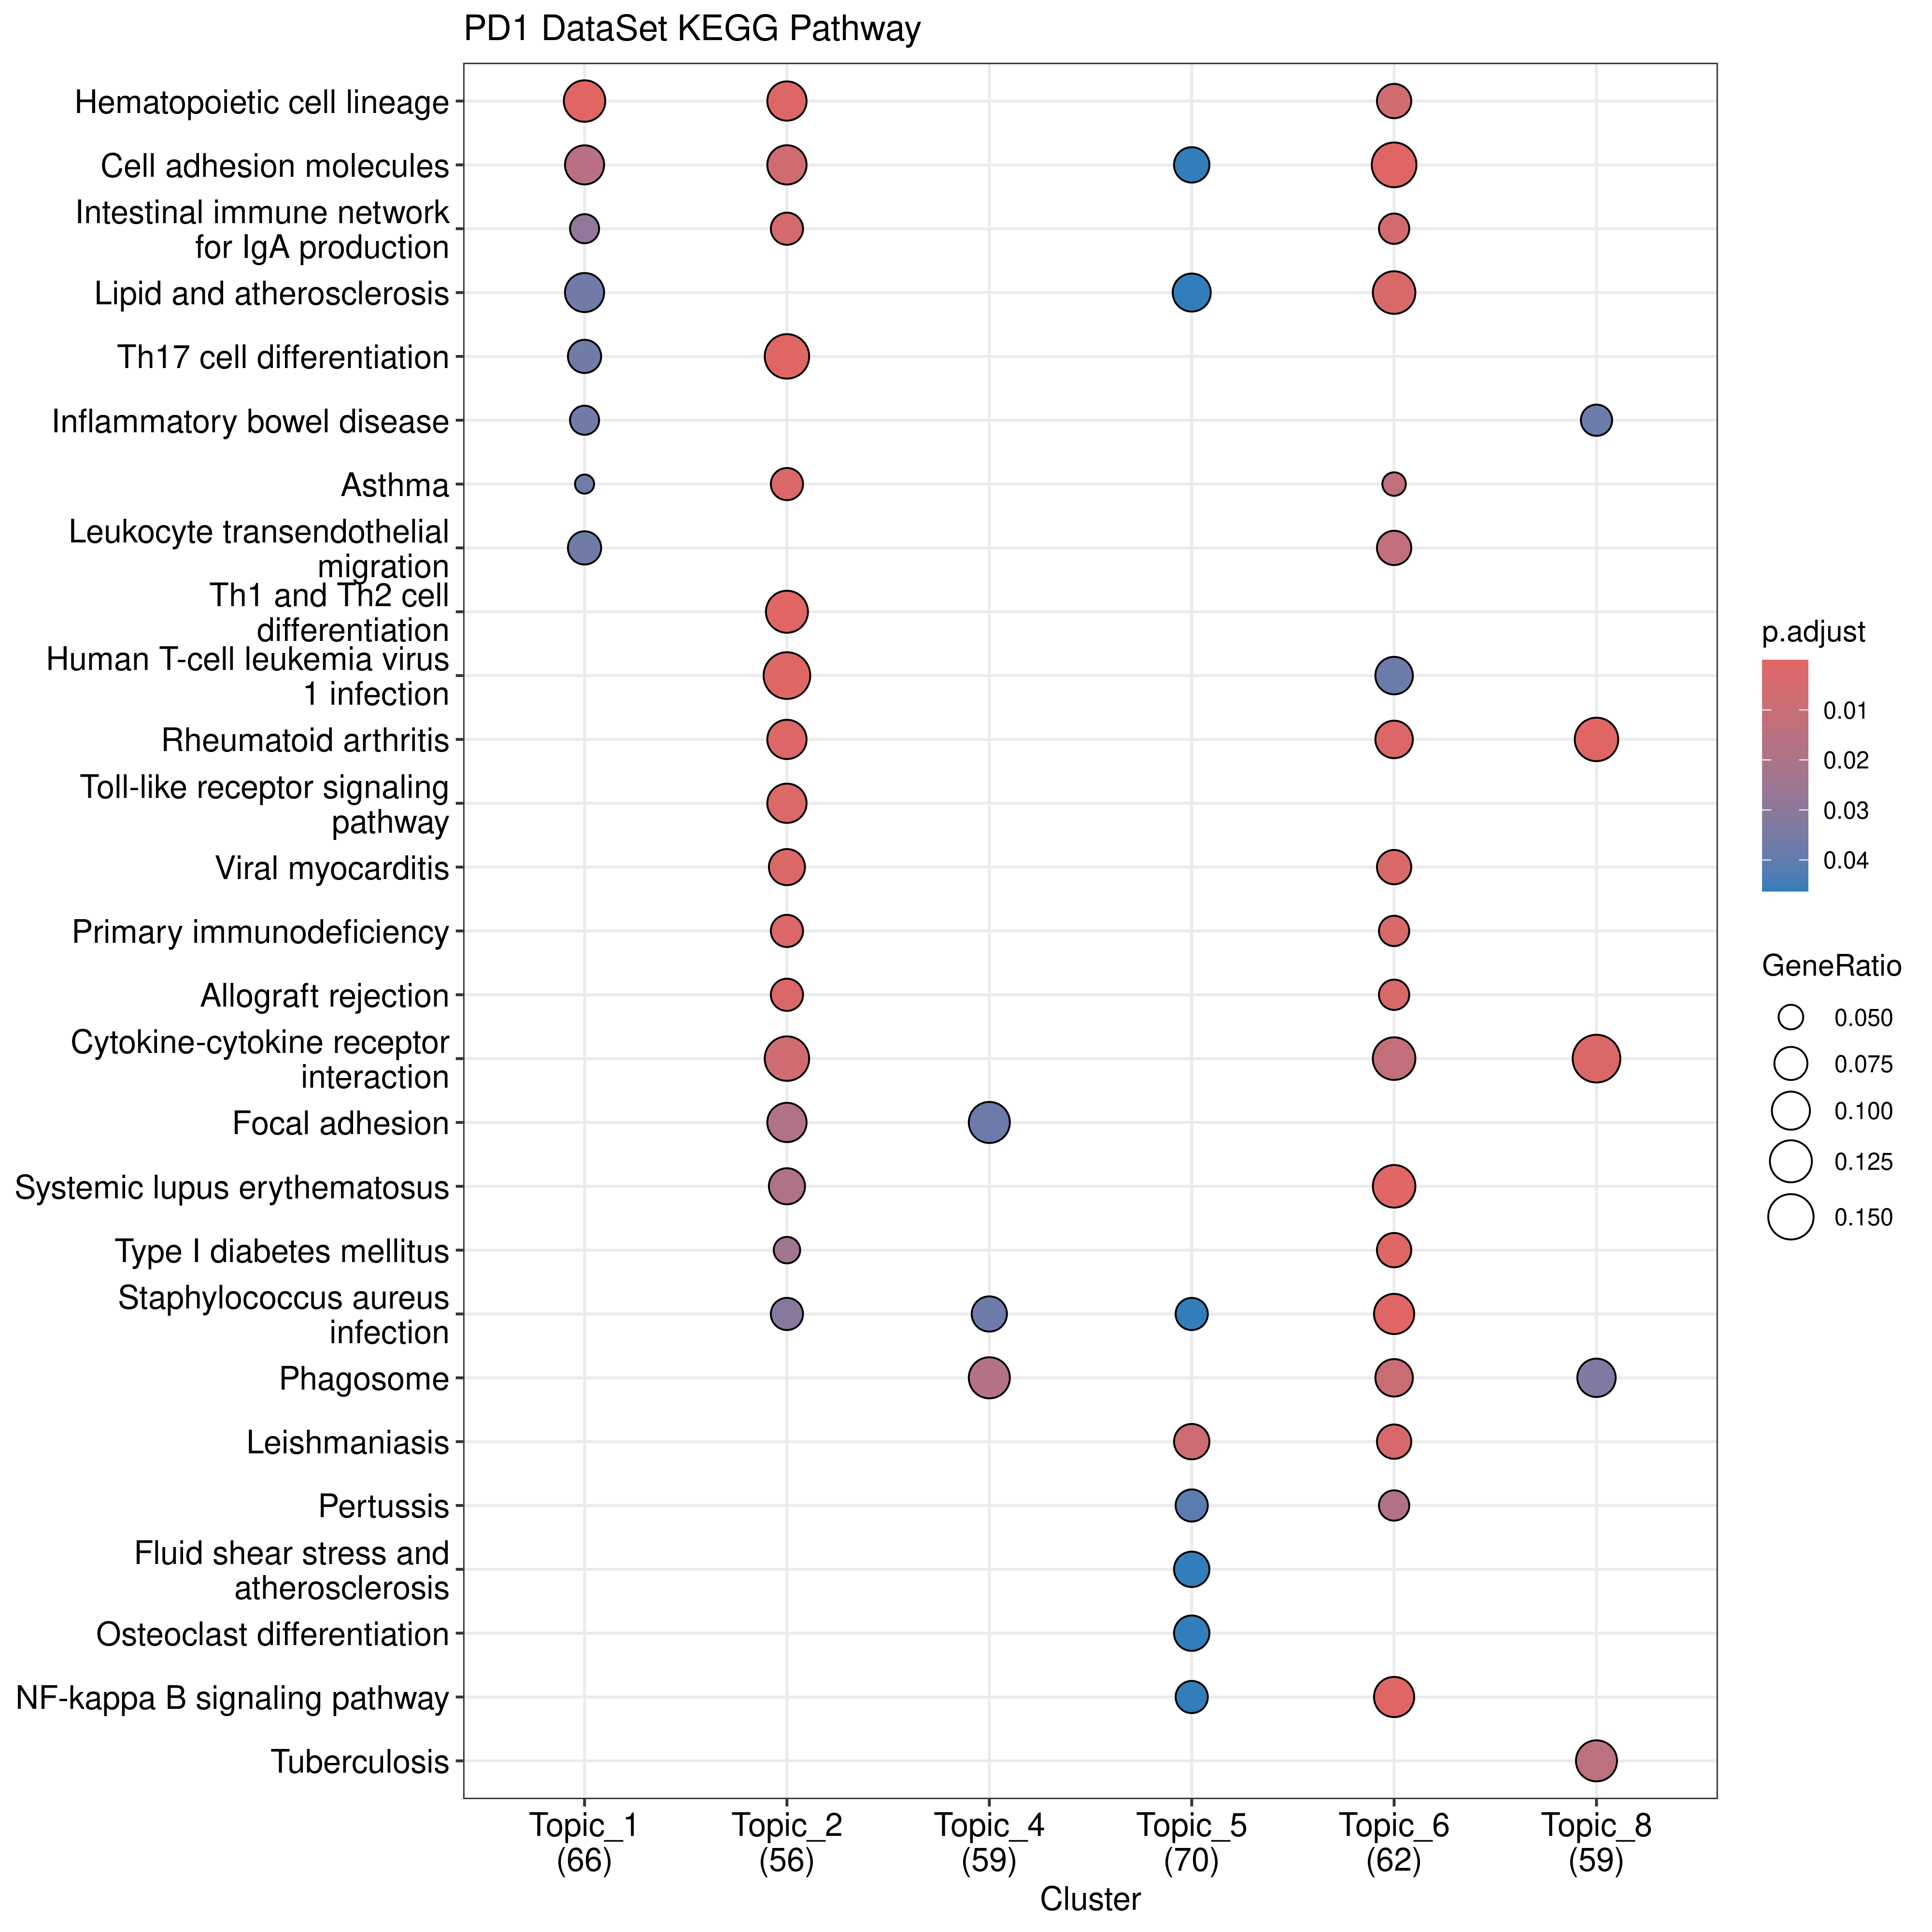 PD1 DataSet KEGG Pathway
Hematopoietic cell lineage
Cell adhesion molecules
Intestinal immune network
for IgA production
Lipid and atherosclerosis
Th17 cell differentiation
Inflammatory bowel disease
Asthma
Leukocyte transendothelial
migration
Th1 and Th2 cell
differentiation
Human T-cell leukemia virus
1 infection
Rheumatoid arthritis
Toll-like receptor signaling
pathway
Viral myocarditis
Primary immunodeficiency
Allograft rejection
Cytokine-cytokine receptor
interaction
Focal adhesion
Systemic lupus erythematosus
Type I diabetes mellitus
Staphylococcus aureus
infection
Phagosome
Leishmaniasis
Pertussis
Fluid shear stress and
atherosclerosis
Osteoclast differentiation
NF-kappa B signaling pathway
Tuberculosis
Topic_1 Topic_2 Topic_4 Topic_5 Topic_6 Topic_8
(66) (56) (59) (70) (62) (59)
Cluster
p.adjust
0.01
0.02
0.03
0.04
GeneRatio
0.050
0.075
0.100
0.125
0.150